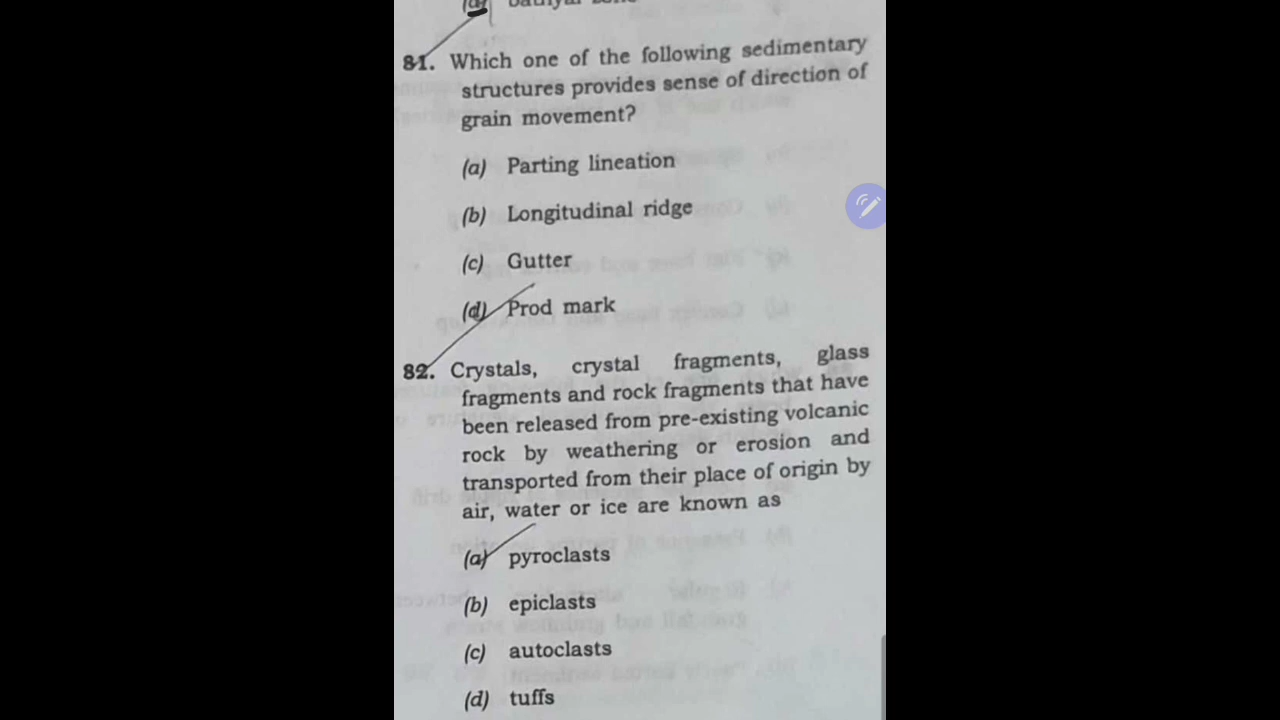 81. Which one of the following sedimentary
structures provides sense of direction of
grain movement?
(a) Parting lineation
(b) Longitudinal ridge
(c) Gutter
(d) Prod mark
82. Crystals, crystal fragments, glass
fragments and rock fragments that have
been released from pre-existing volcanic
rock by weathering or erosion and
transported from their place of origin by
air, water or ice are known as
(a) pyroclasts
(b) epiclasts
(c) autoclasts
(d) tuffs